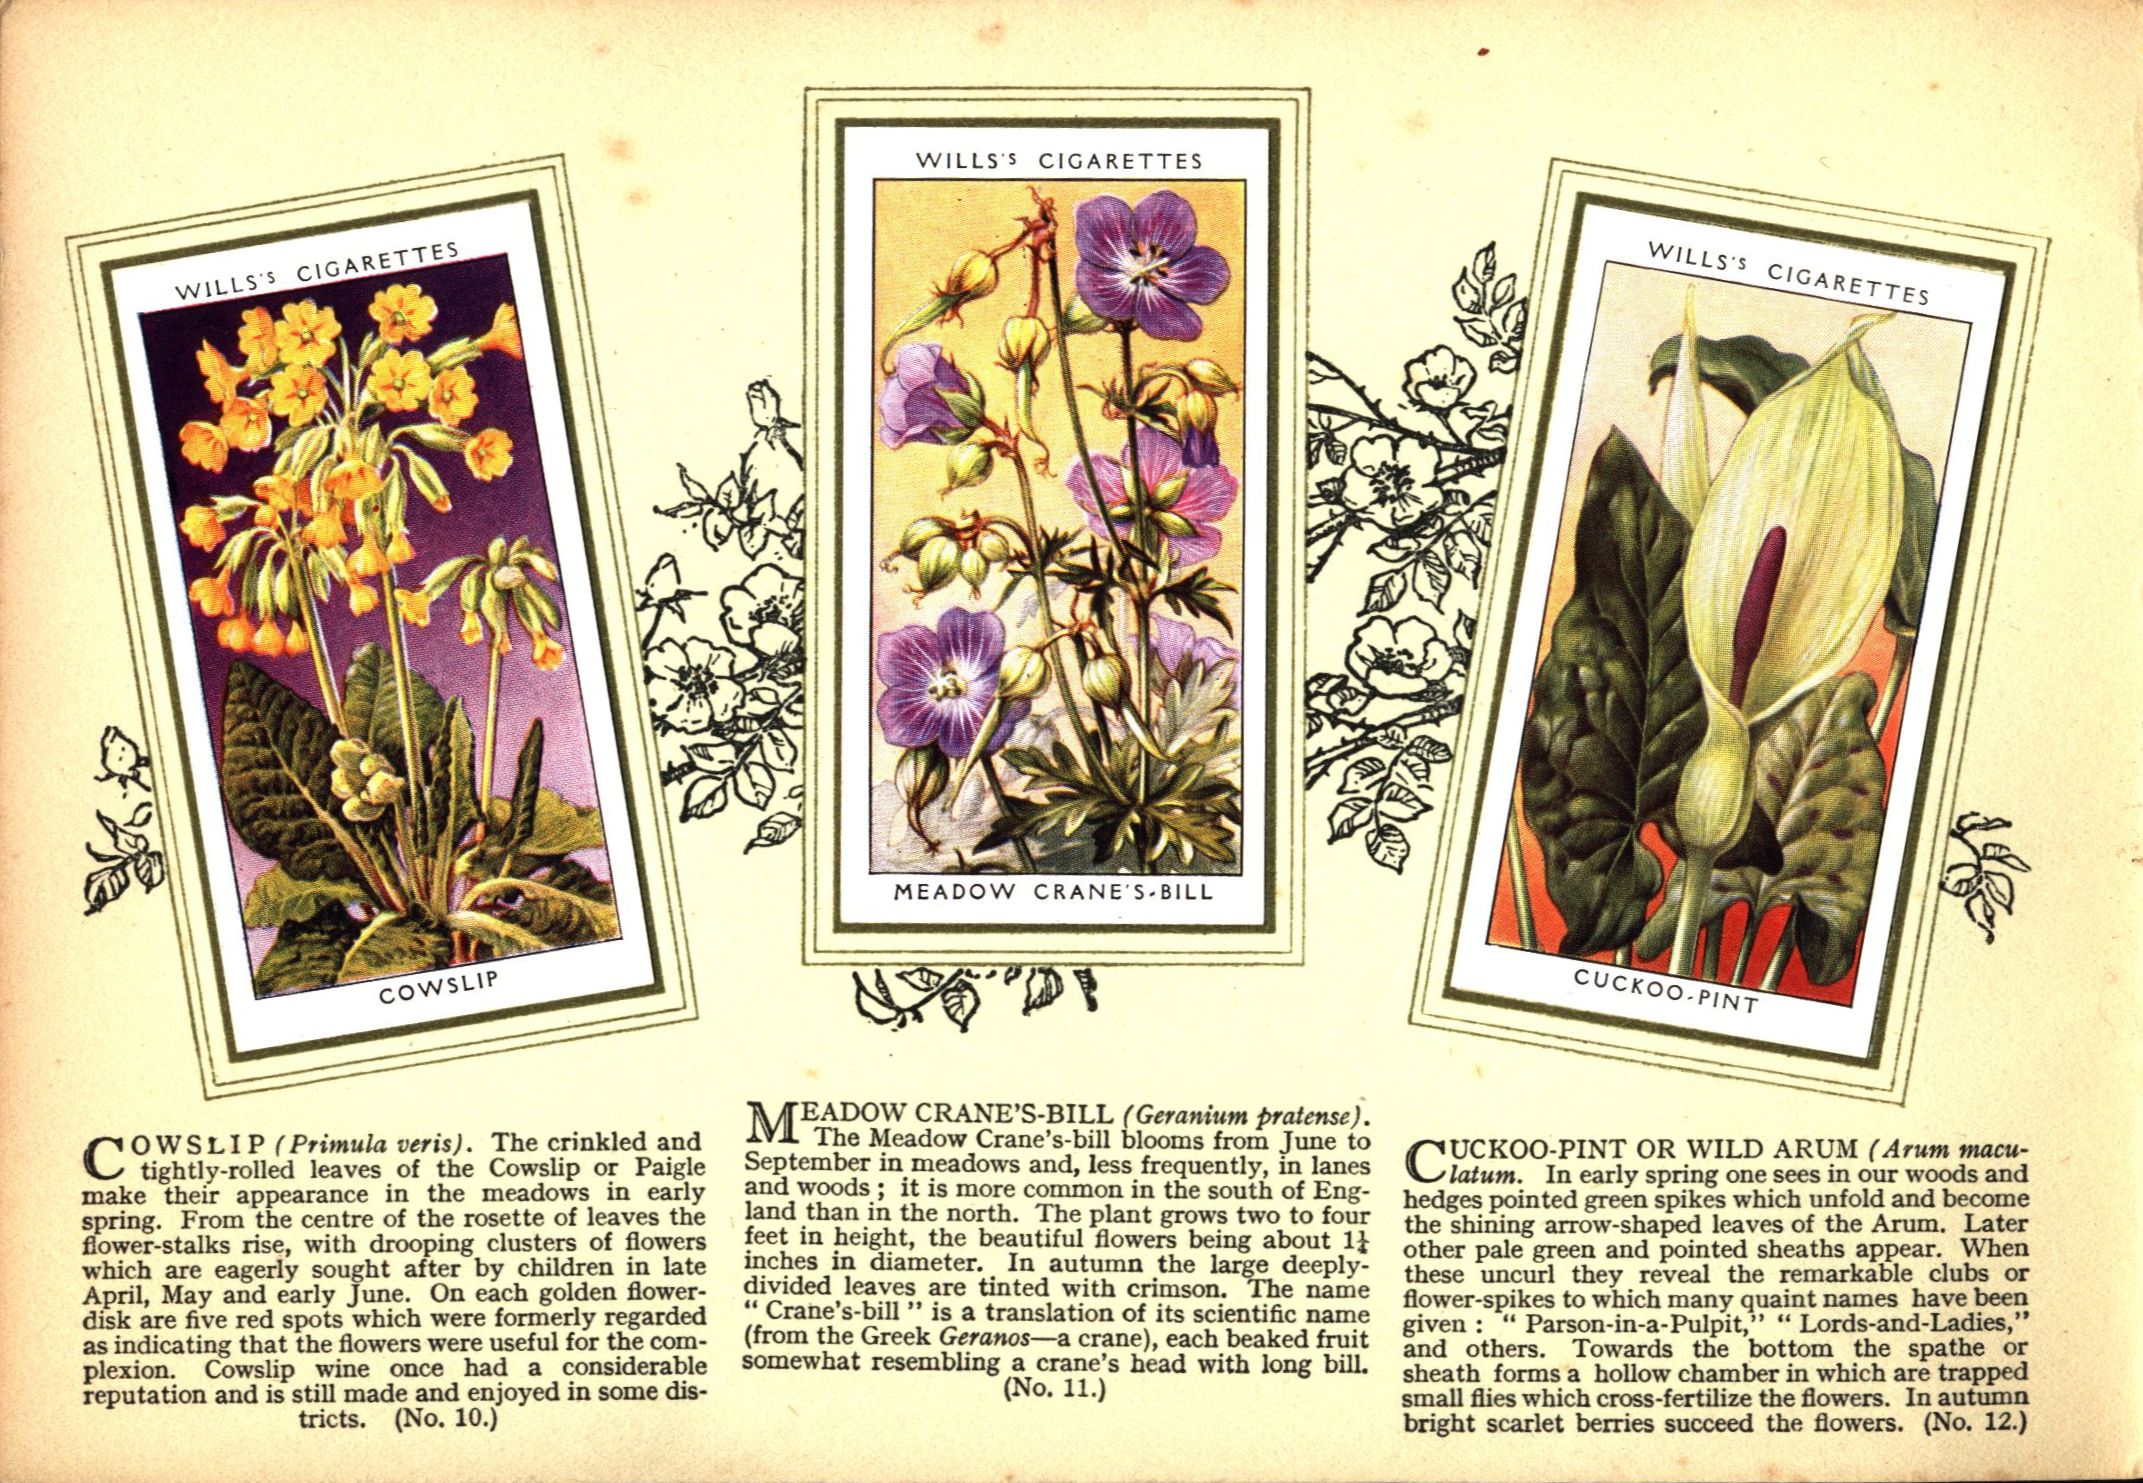 WILLS'S CIGARETTES
COWSLIP
WILLS'S CIGARETTES
MEADOW CRANE'S-BILL
WILLS'S CIGARETTES
CUCKOO-PINT
COWSLIP (Primula veris). The crinkled and
tightly-rolled leaves of the Cowslip or Paigle
make their appearance in the meadows in early
spring. From the centre of the rosette of leaves the
flower-stalks rise, with drooping clusters of flowers
which are eagerly sought after by children in late
April, May and early June. On each golden flower-
disk are five red spots which were formerly regarded
as indicating that the flowers were useful for the com-
plexion. Cowslip wine once had a considerable
reputation and is still made and enjoyed in some dis-
tricts. (No. 10.)
MEADOW CRANE'S-BILL (Geranium pratense).
The Meadow Crane's-bill blooms from June to
September in meadows and, less frequently, in lanes
and woods ; it is more common in the south of Eng-
land than in the north. The plant grows two to four
feet in height, the beautiful flowers being about 1¼
inches in diameter. In autumn the large deeply-
divided leaves are tinted with crimson. The name
“ Crane's-bill ” is a translation of its scientific name
(from the Greek Geranos—a crane), each beaked fruit
somewhat resembling a crane's head with long bill.
(No. 11.)
CUCKOO-PINT OR WILD ARUM (Arum macu-
latum. In early spring one sees in our woods and
hedges pointed green spikes which unfold and become
the shining arrow-shaped leaves of the Arum. Later
other pale green and pointed sheaths appear. When
these uncurl they reveal the remarkable clubs or
flower-spikes to which many quaint names have been
given : “ Parson-in-a-Pulpit,” “ Lords-and-Ladies,”
and others. Towards the bottom the spathe or
sheath forms a hollow chamber in which are trapped
small flies which cross-fertilize the flowers. In autumn
bright scarlet berries succeed the flowers. (No. 12.)